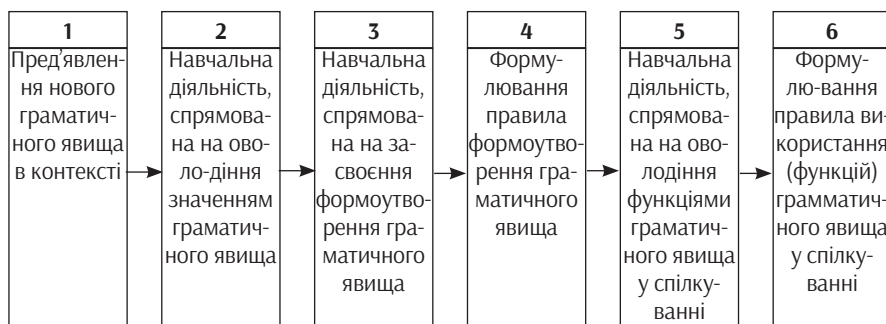 1
Пред’явлен-
ня нового
граматич-
ного явища
в контексті
2
Навчальна
діяльність,
спрямова-
на на ово-
ло-діння
значенням
граматич-
ного явища
3
Навчальна
діяльність,
спрямова-
на на за-
своєння
формоутво-
рення гра-
матичного
явища
4
Форму-
лювання
правила
формоутво-
рення гра-
матичного
явища
5
Навчальна
діяльність,
спрямова-
на на ово-
лодіння
функціями
граматич-
ного явища
у спілку-
ванні
6
Форму-
лю-вання
правила ви-
користання
(функцій)
грамматич-
ного явища
у спілку-
ванні